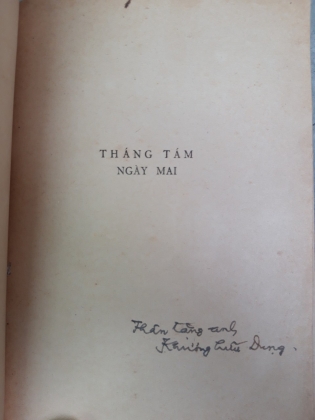 THÁNG TÁM
NGÀY MAI
Thân tặng anh
Khương Hữu Dụng.